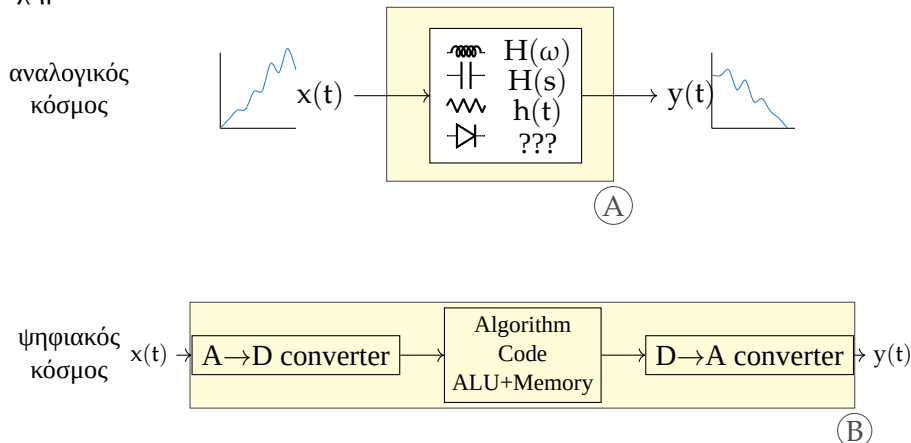 αναλογικός
κόσμος
x(t)
H(ω)
H(s)
h(t)
???
y(t)
A
ψηφιακός
κόσμος
x(t)
A→D converter
Algorithm
Code
ALU+Memory
D→A converter
y(t)
B